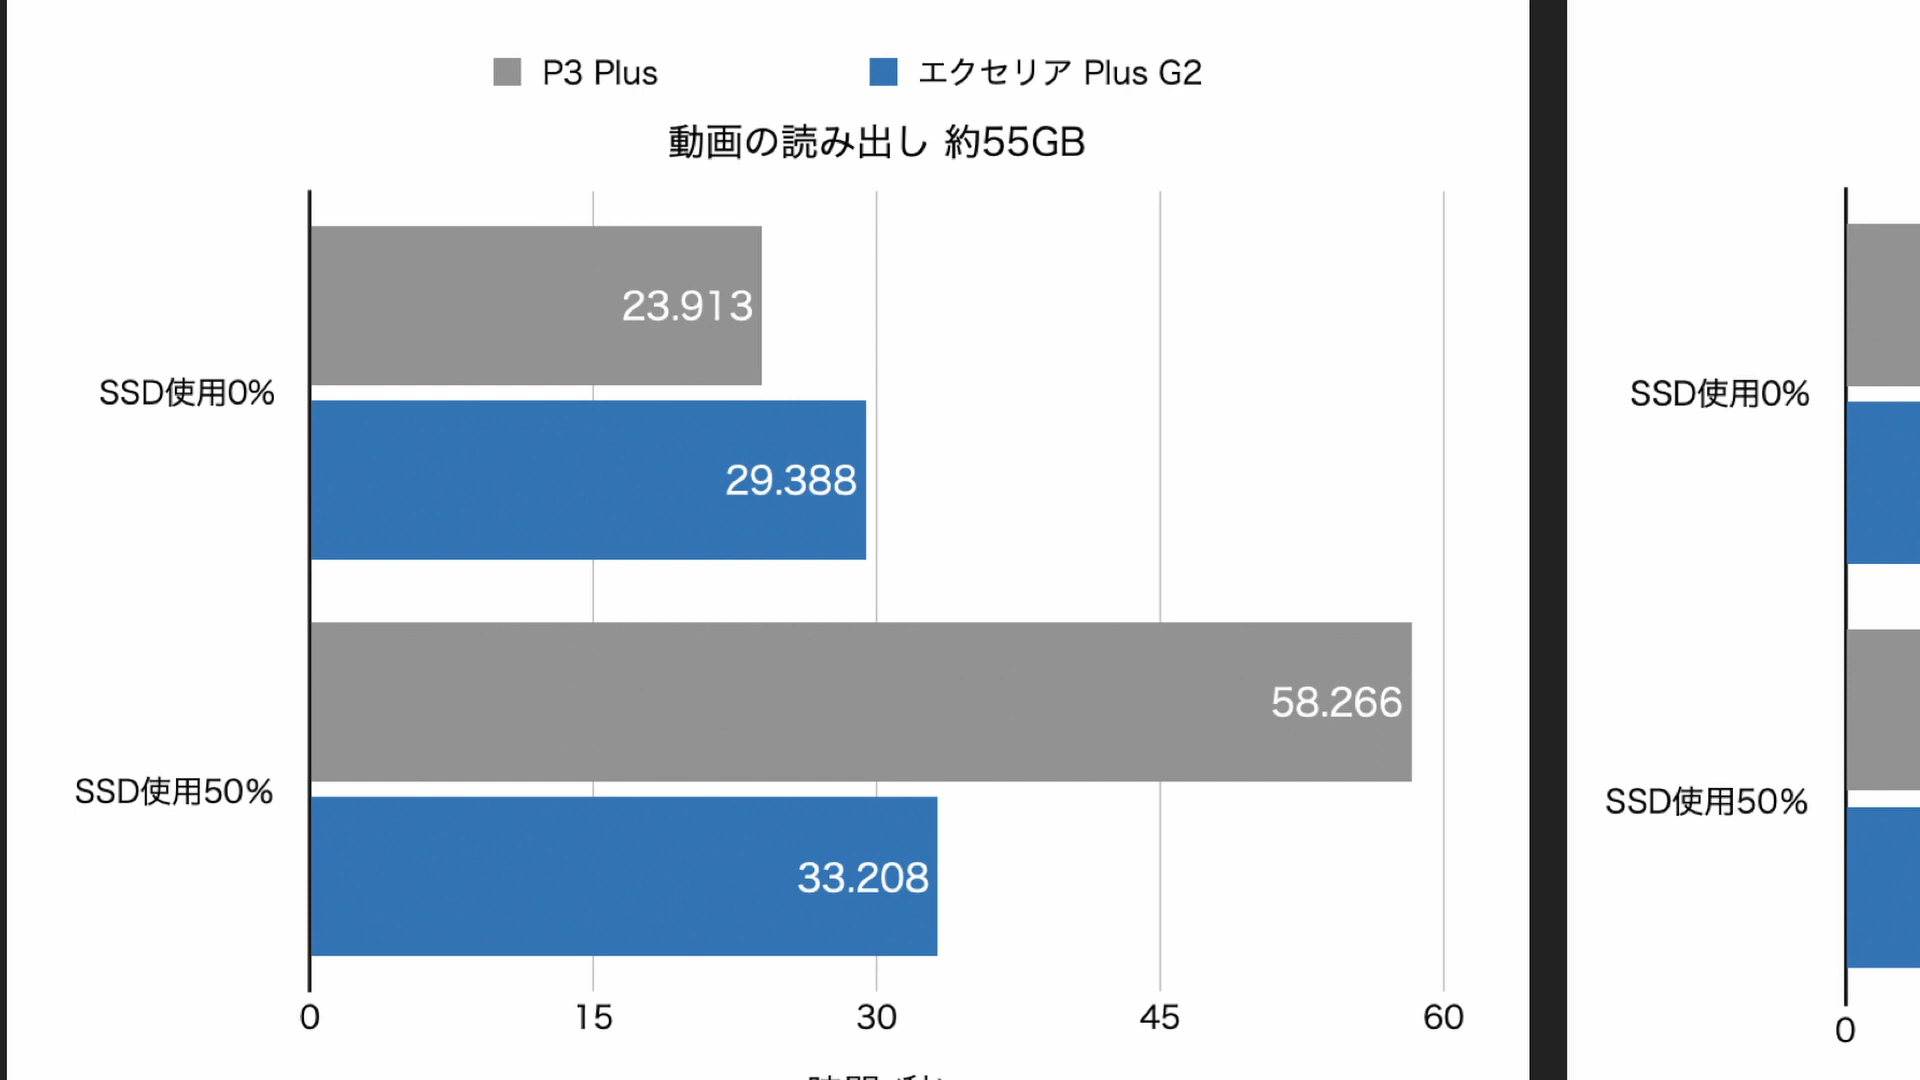 P3 Plus
エクセリア Plus G2
動画の読み出し 約55GB
23.913
SSD使用0%
29.388
58.266
SSD使用50%
33.208
0 15 30 45 60
SSD使用0%
SSD使用50%
0